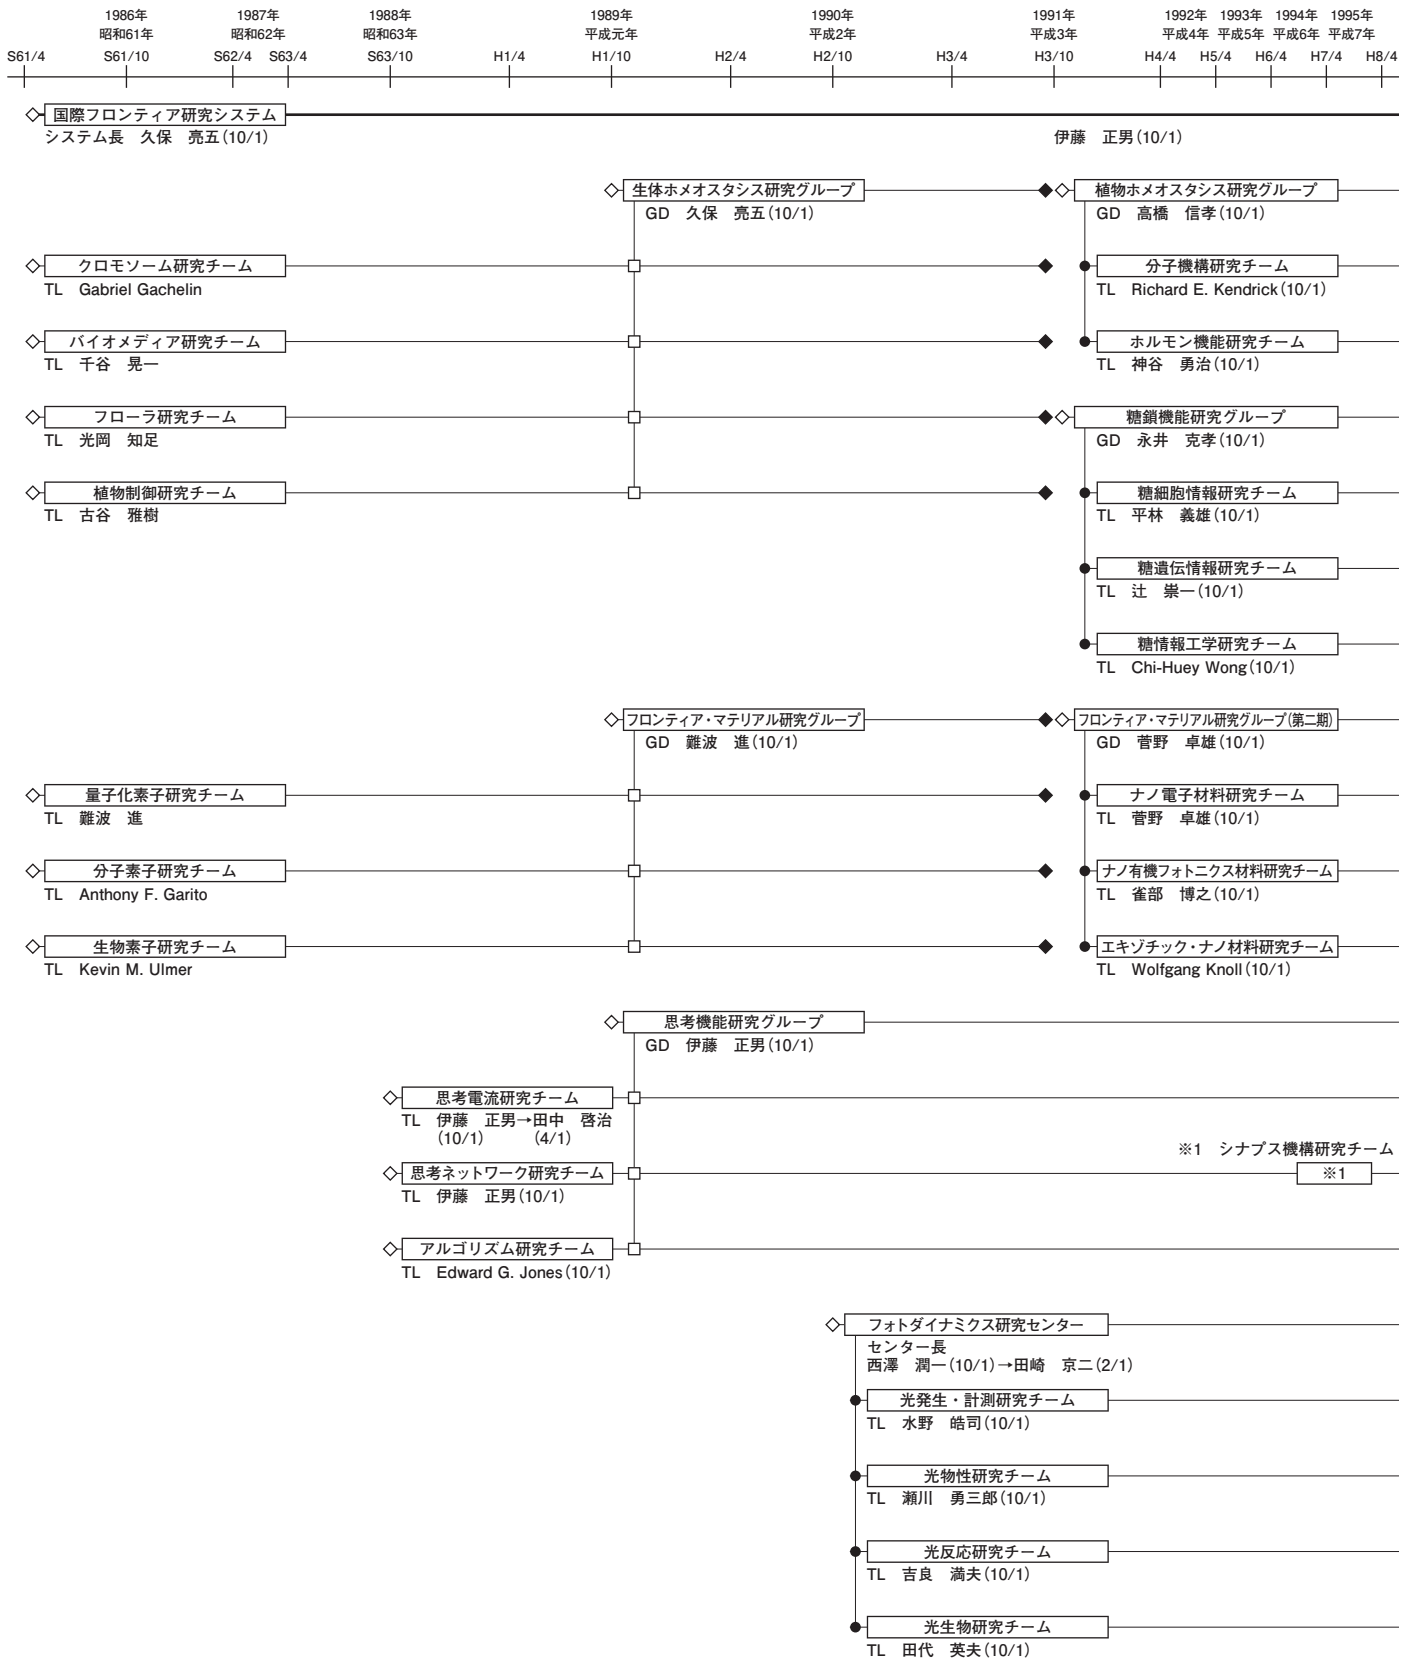 1986年 1987年 1988年 1989年 1990年 1991年 1992年 1993年 1994年 1995年
昭和61年 昭和62年 昭和63年 平成元年 平成2年 平成3年 平成4年 平成5年 平成6年 平成7年
S61/4 S61/10 S62/4 S63/4 S63/10 H1/4 H1/10 H2/4 H2/10 H3/4 H3/10 H4/4 H5/4 H6/4 H7/4 H8/4
国際フロンティア研究システム
システム長 久保 亮五(10/1) 伊藤 正男(10/1)
生体ホメオスタシス研究グループ 植物ホメオスタシス研究グループ
GD 久保 亮五(10/1) GD 高橋 信孝(10/1)
クロモソーム研究チーム 分子機構研究チーム
TL Gabriel Gachelin TL Richard E. Kendrick(10/1)
バイオメディア研究チーム ホルモン機能研究チーム
TL 千谷 晃一 TL 神谷 勇治(10/1)
フローラ研究チーム 糖鎖機能研究グループ
TL 光岡 知足 GD 永井 克孝(10/1)
植物制御研究チーム 糖細胞情報研究チーム
TL 古谷 雅樹 TL 平林 義雄(10/1)
糖遺伝情報研究チーム
TL 辻 崇一(10/1)
糖情報工学研究チーム
TL Chi-Huey Wong(10/1)
フロンティア・マテリアル研究グループ フロンティア・マテリアル研究グループ(第二期)
GD 難波 進(10/1) GD 菅野 卓雄(10/1)
量子化素子研究チーム ナノ電子材料研究チーム
TL 難波 進 TL 菅野 卓雄(10/1)
分子素子研究チーム ナノ有機フォトニクス材料研究チーム
TL Anthony F. Garito TL 雀部 博之(10/1)
生物素子研究チーム エキゾチック・ナノ材料研究チーム
TL Kevin M. Ulmer TL Wolfgang Knoll(10/1)
思考機能研究グループ
GD 伊藤 正男(10/1)
思考電流研究チーム
TL 伊藤 正男→田中 啓治
(10/1) (4/1)
※1 シナプス機構研究チーム
思考ネットワーク研究チーム ※1
TL 伊藤 正男(10/1)
アルゴリズム研究チーム
TL Edward G. Jones(10/1)
フォトダイナミクス研究センター
センター長
西澤 潤一(10/1)→田崎 京二(2/1)
光発生・計測研究チーム
TL 水野 皓司(10/1)
光物性研究チーム
TL 瀬川 勇三郎(10/1)
光反応研究チーム
TL 吉良 満夫(10/1)
光生物研究チーム
TL 田代 英夫(10/1)